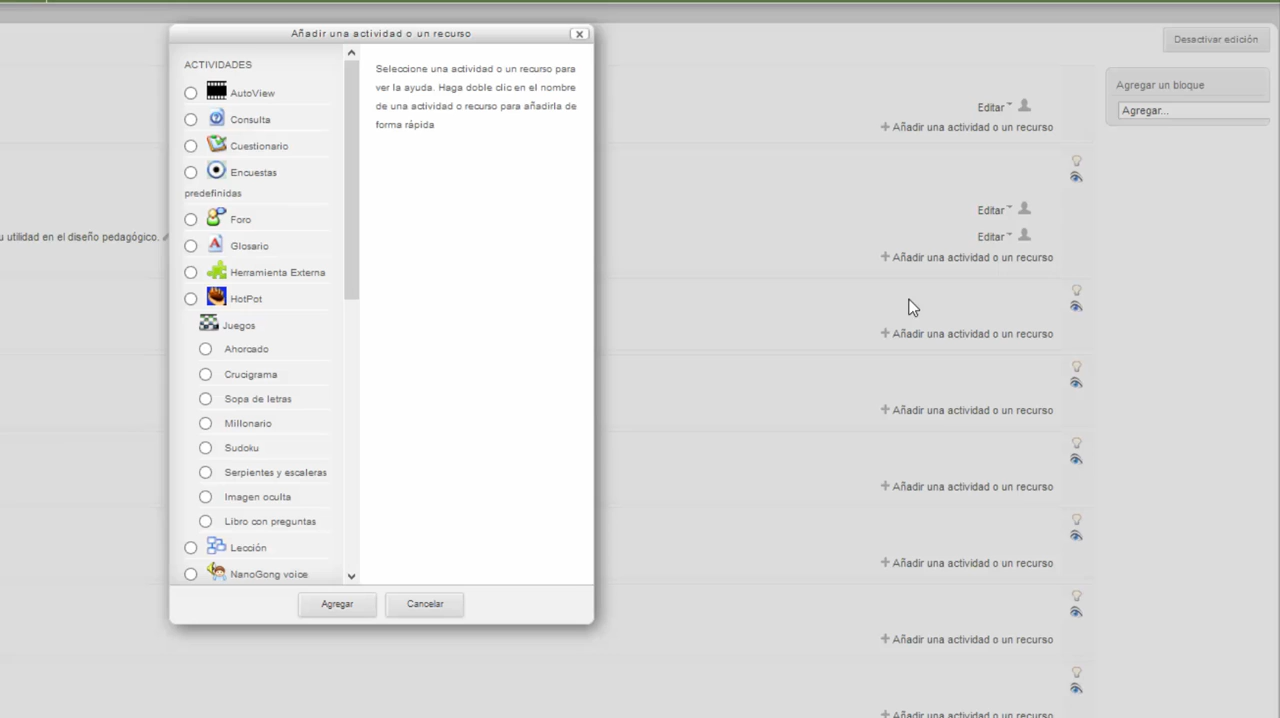 Añadir una actividad o un recurso
ACTIVIDADES
AutoView
Consulta
Cuestionario
Encuestas
predefinidas
Foro
Glosario
Herramienta Externa
HotPot
Juegos
Ahorcado
Crucigrama
Sopa de letras
Millonario
Sudoku
Serpientes y escaleras
Imagen oculta
Libro con preguntas
Lección
NanoGong voice
Seleccione una actividad o un recurso para
ver la ayuda. Haga doble clic en el nombre
de una actividad o recurso para añadirla de
forma rápida
Agregar
Cancelar
u utilidad en el diseño pedagógico.
Editar
Añadir una actividad o un recurso
Editar
Editar
Añadir una actividad o un recurso
Añadir una actividad o un recurso
Añadir una actividad o un recurso
Añadir una actividad o un recurso
Añadir una actividad o un recurso
Añadir una actividad o un recurso
Añadir una actividad o un recurso
Desactivar edición
Agregar un bloque
Agregar...